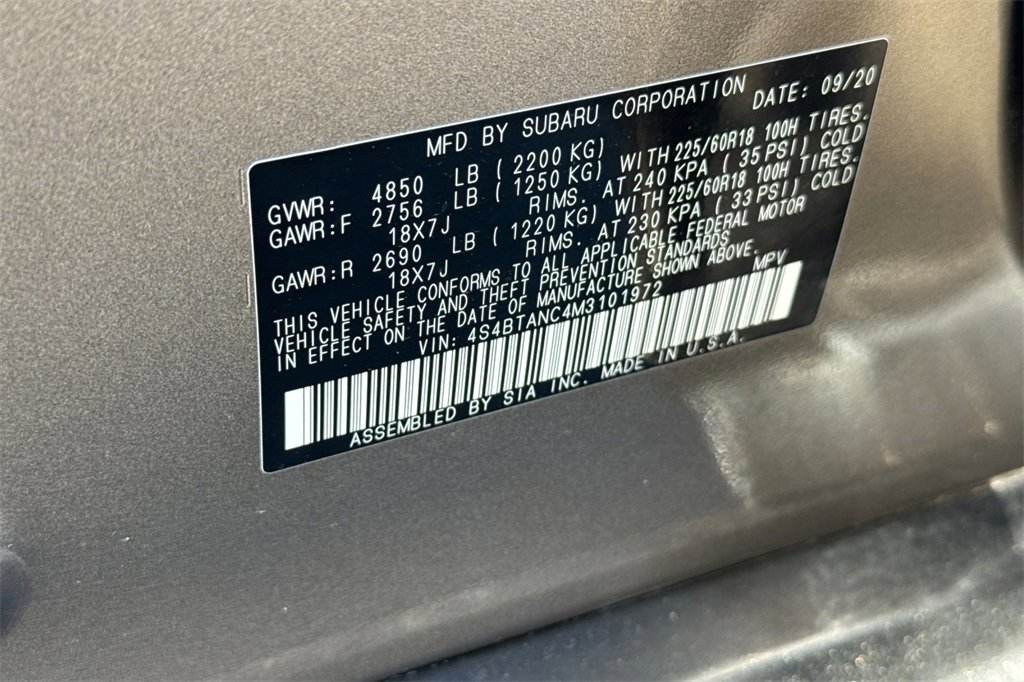 MFD BY SUBARU CORPORATION DATE: 09/20
GVWR: 4850 LB ( 2200 KG)
GAWR:F 2756 LB ( 1250 KG) WITH 225/60R18 100H TIRES.
18X7J RIMS. AT 240 KPA ( 35 PSI) COLD
GAWR:R 2690 LB ( 1220 KG) WITH 225/60R18 100H TIRES.
18X7J RIMS. AT 230 KPA ( 33 PSI) COLD
THIS VEHICLE CONFORMS TO ALL APPLICABLE FEDERAL MOTOR
VEHICLE SAFETY AND THEFT PREVENTION STANDARDS
IN EFFECT ON THE DATE OF MANUFACTURE SHOWN ABOVE.
VIN: 4S4BTANC4M3101972 MPV
ASSEMBLED BY SIA INC. MADE IN U.S.A.